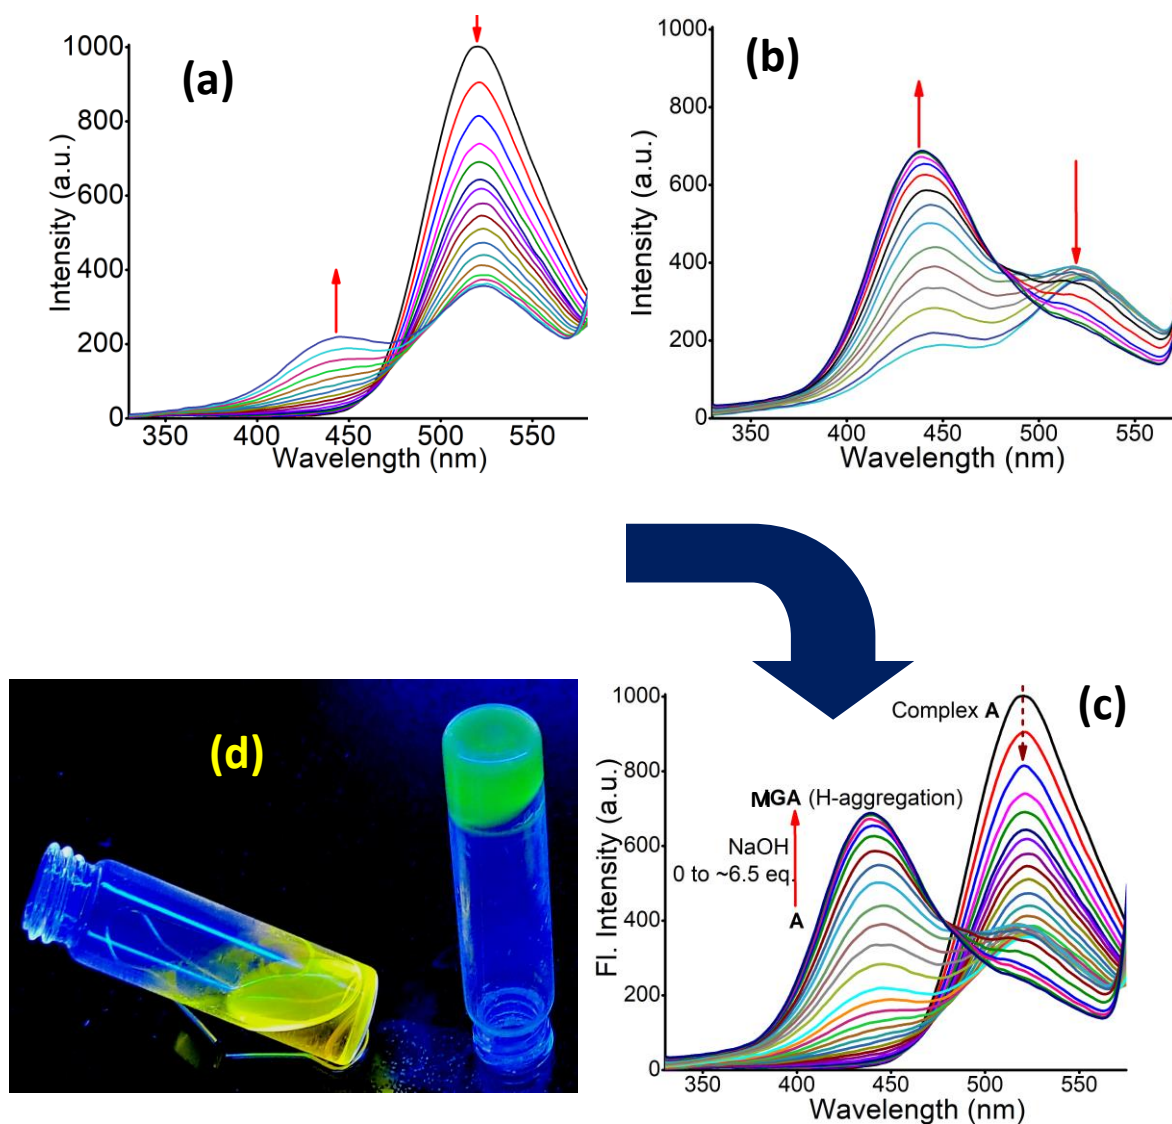 (a)
Intensity (a.u.)
1000
800
600
400
200
0
350 400 450 500 550
Wavelength (nm)
(b)
Intensity (a.u.)
1000
800
600
400
200
0
350 400 450 500 550
Wavelength (nm)
(d)
(c)
Fl. Intensity (a.u.)
1000
800
600
400
200
0
Complex A
MGA (H-aggregation)
NaOH
0 to ~6.5 eq.
A
350 400 450 500 550
Wavelength (nm)